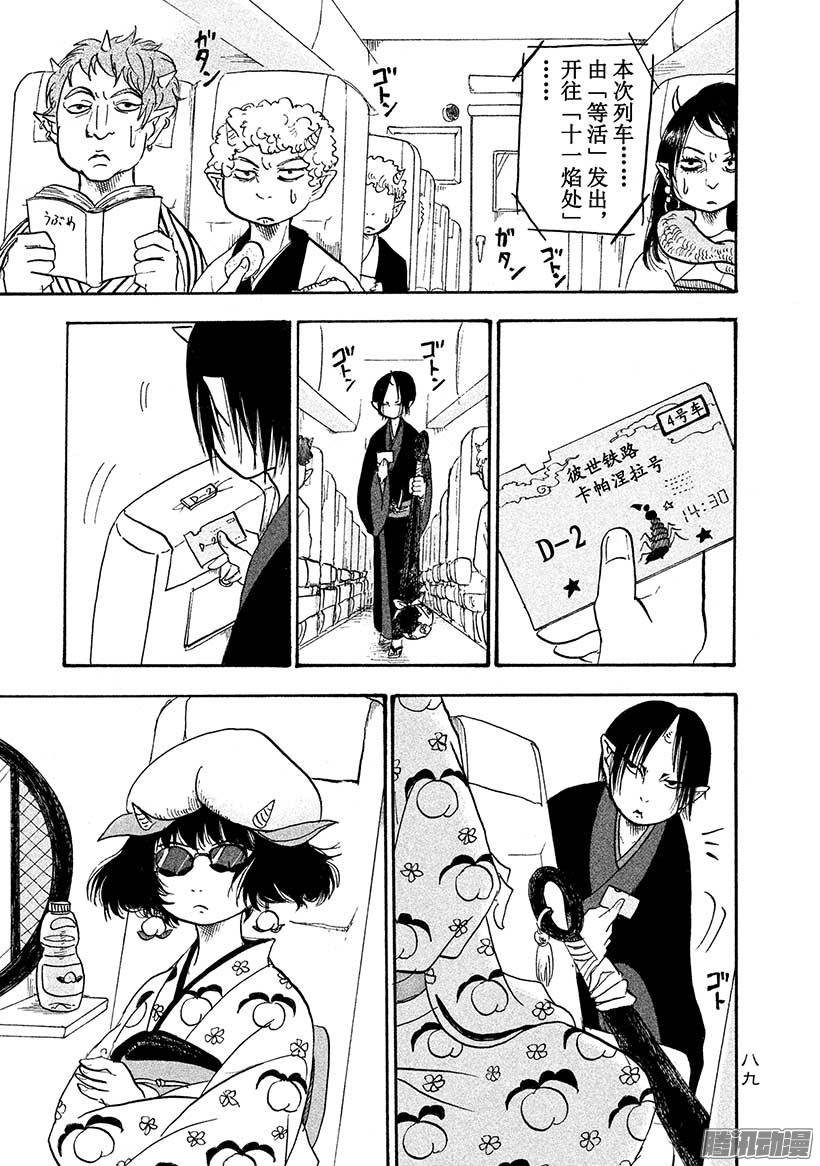 本次列车……
由「等活」发出，
开往「十一焰处」
……
ガタン
ゴトン
ガタン
ゴトン
うぶめ
4号车
彼世铁路
卡帕涅拉号
D-2
14:30
ゴトン
ゴトン
D-2
D-2
ゴトッ
八九
腾讯动漫